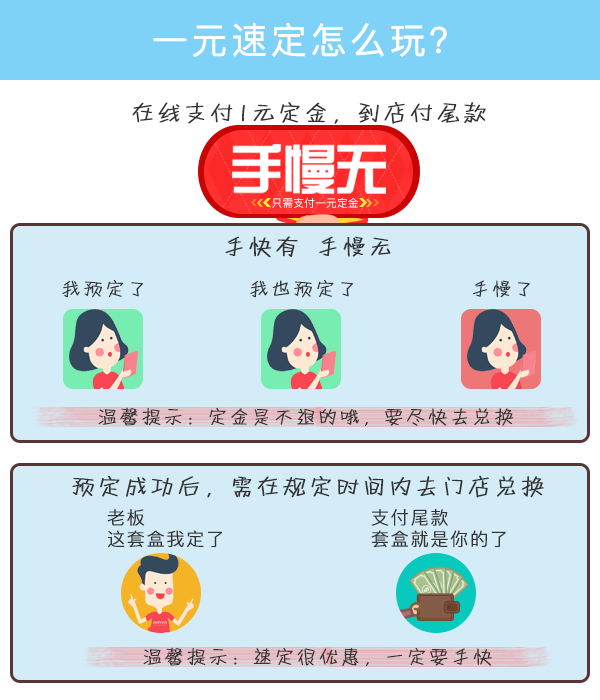 一元速定怎么玩?
在线支付1元定金，到店付尾款
手慢无
只需支付一元定金
手快有 手慢无
我预定了 我也预定了 手慢了
温馨提示：定金是不退的哦，要尽快去兑换
预定成功后，需在规定时间内去门店兑换
老板
这套盒我定了
支付尾款
套盒就是你的了
温馨提示：速定很优惠，一定要手快